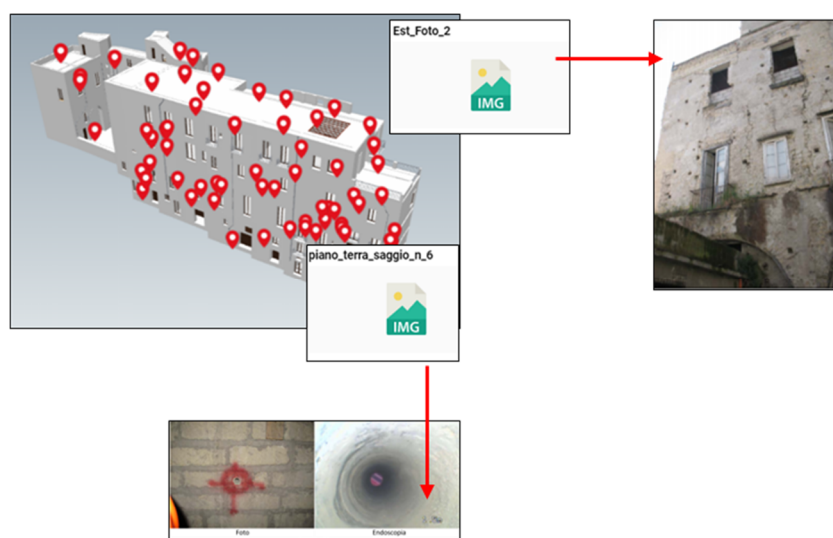 Est_Foto_2
IMG
piano_terra_saggio_n_6
IMG
Foto
Endoscopia